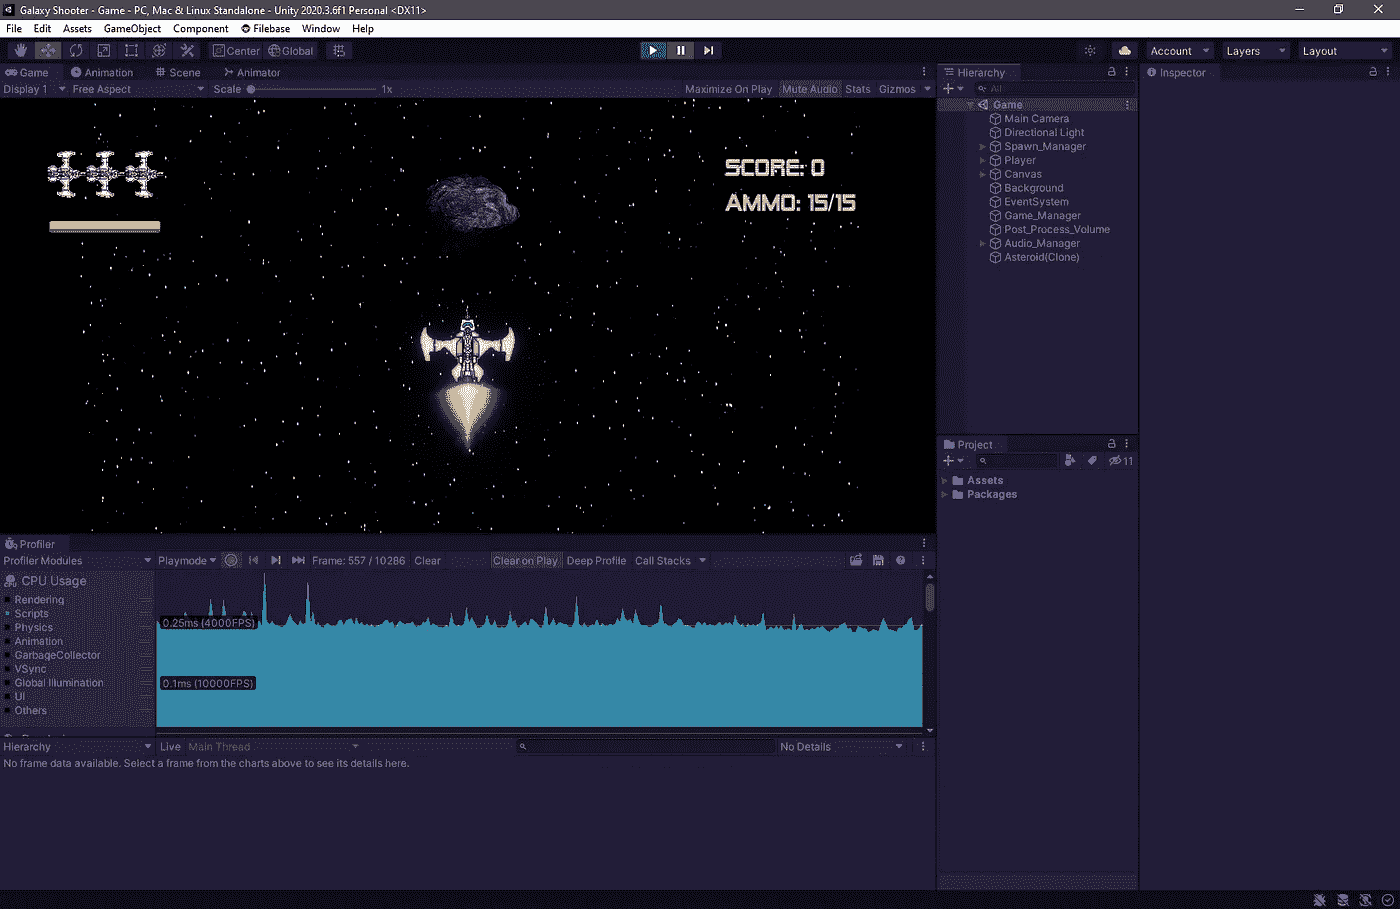 Galaxy Shooter - Game - PC, Mac & Linux Standalone - Unity 2020.3.6f1 Personal <DX11>
File Edit Assets GameObject Component Filebase Window Help
Center Global
Account Layers Layout
Game Animation Scene Animator
Display 1 Free Aspect Scale 1x Maximize On Play Mute Audio Stats Gizmos
SCORE: 0
AMMO: 15/15
Hierarchy
All
Game
Main Camera
Directional Light
Spawn_Manager
Player
Canvas
Background
EventSystem
Game_Manager
Post_Process_Volume
Audio_Manager
Asteroid(Clone)
Inspector
Project
11
Assets
Packages
Profiler
Profiler Modules Playmode Frame: 557 / 10286 Clear Clear on Play Deep Profile Call Stacks
CPU Usage
Rendering
Scripts
Physics
Animation
GarbageCollector
VSync
Global Illumination
UI
Others
0.25ms (4000FPS)
0.1ms (10000FPS)
Hierarchy Live Main Thread No Details
No frame data available. Select a frame from the charts above to see its details here.